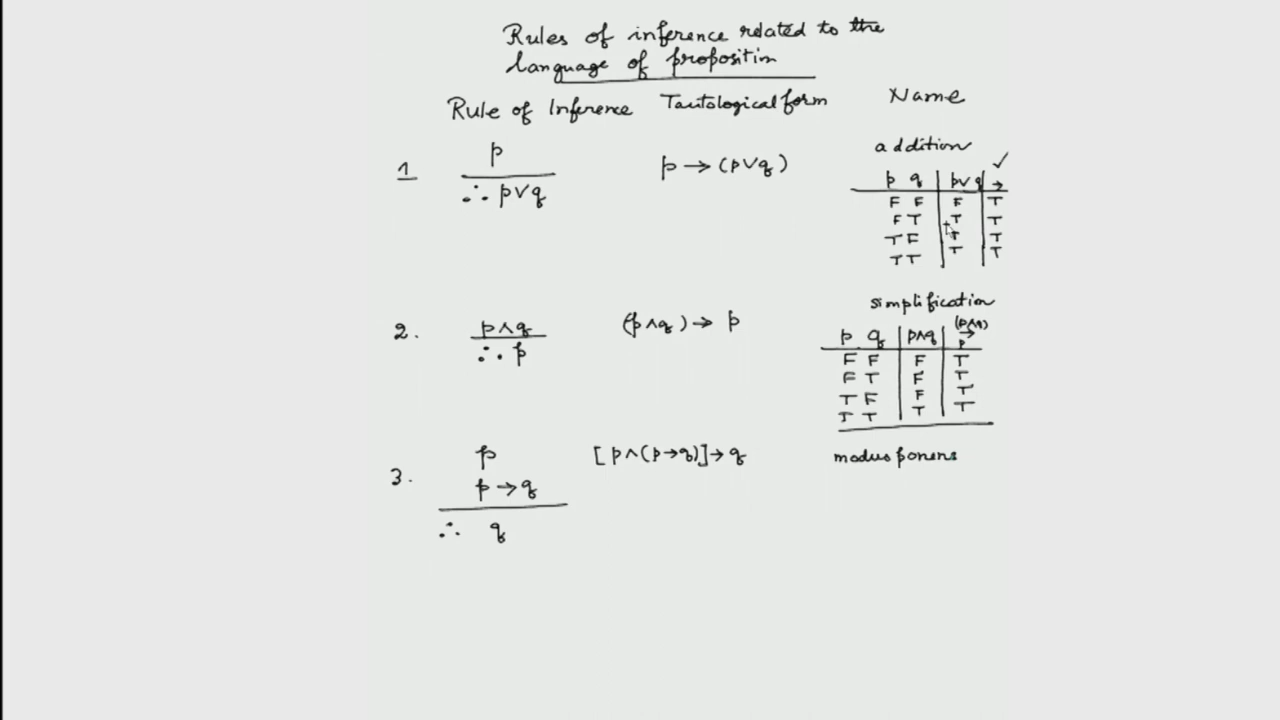 Rules of inference related to the
language of propositin
Rule of Inference Tautological form Name
addition
1 p p → (p∨q) ✓
∴ p∨q
p q p∨q →
F F F T
F T T T
T F T T
T T T T
simplification
2. p∧q (p∧q) → p
∴ p
p q p∧q (p∧q) → p
F F F T
F T F T
T F F T
T T T T
3. p [p∧(p→q)]→q modus ponens
p → q
∴ q